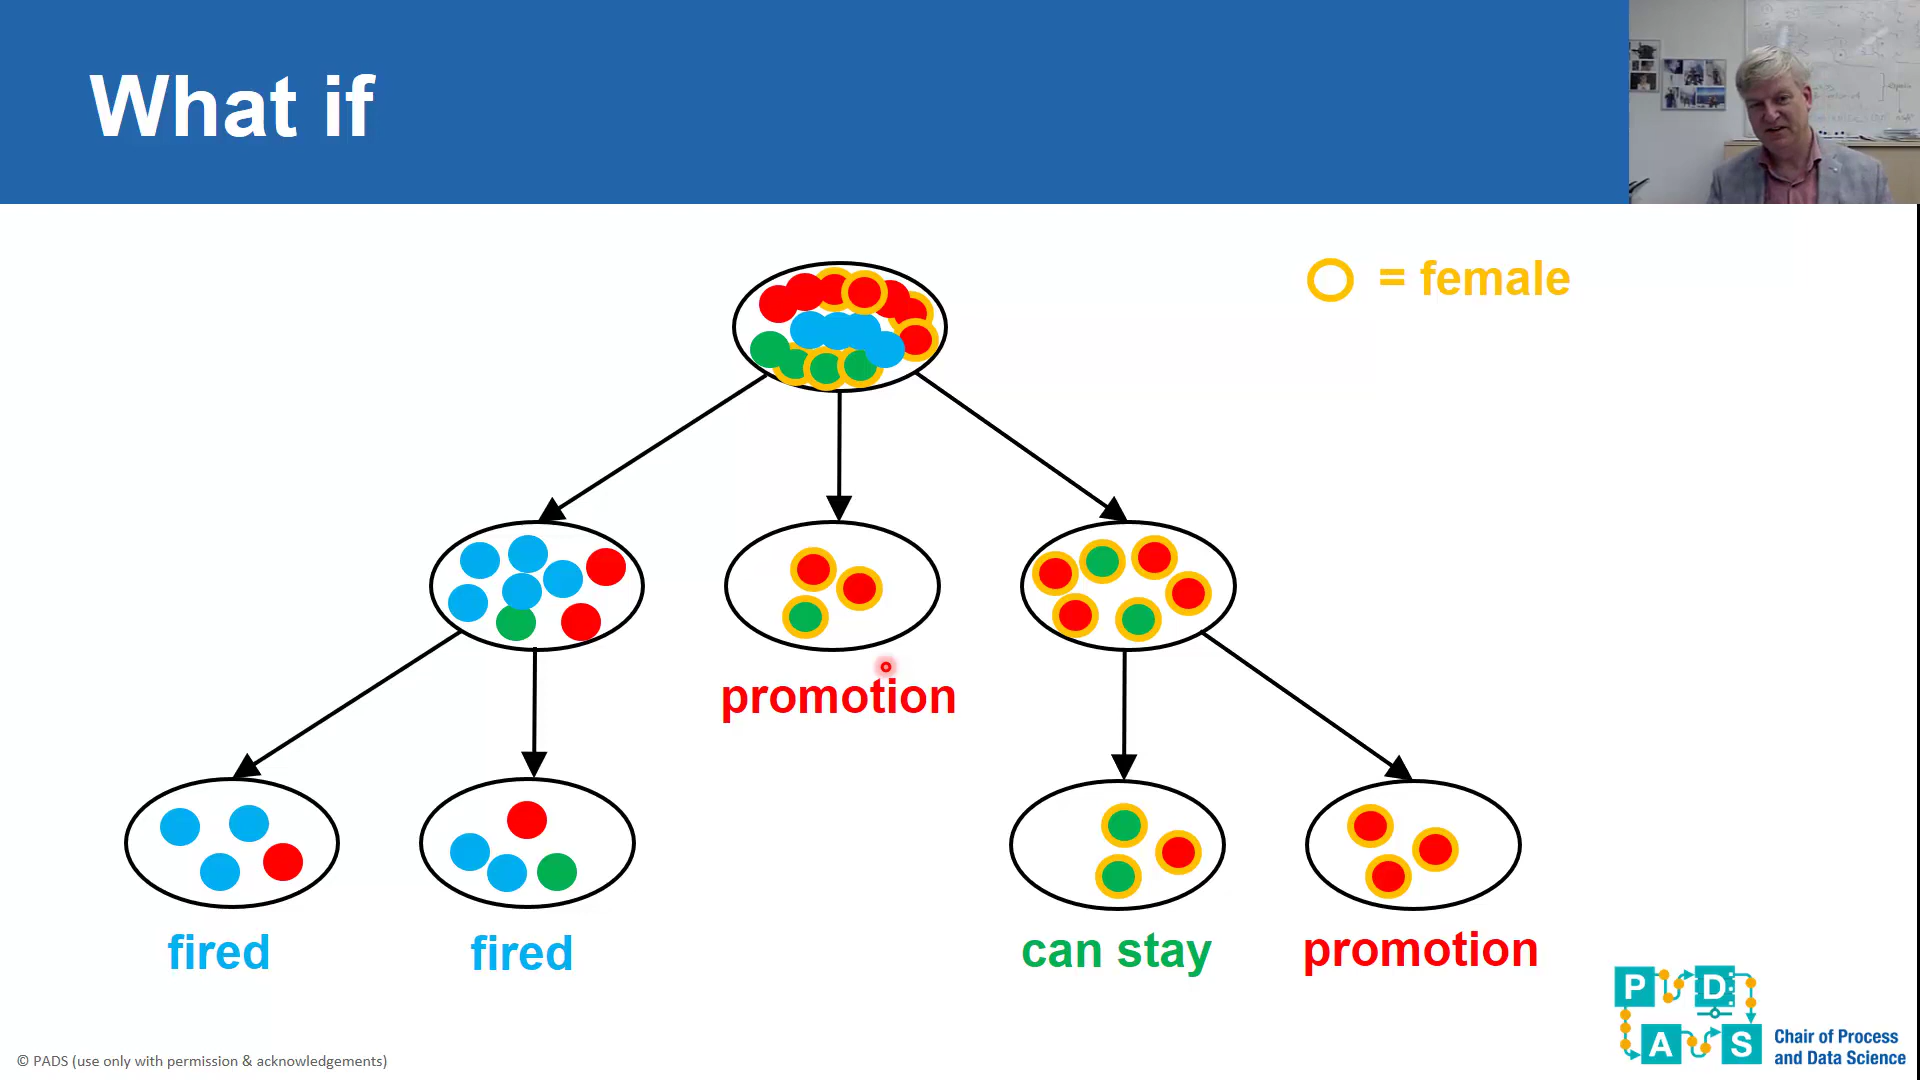 What if
= female
promotion
fired
fired
can stay
promotion
P D
A S
Chair of Process
and Data Science
© PADS (use only with permission & acknowledgements)